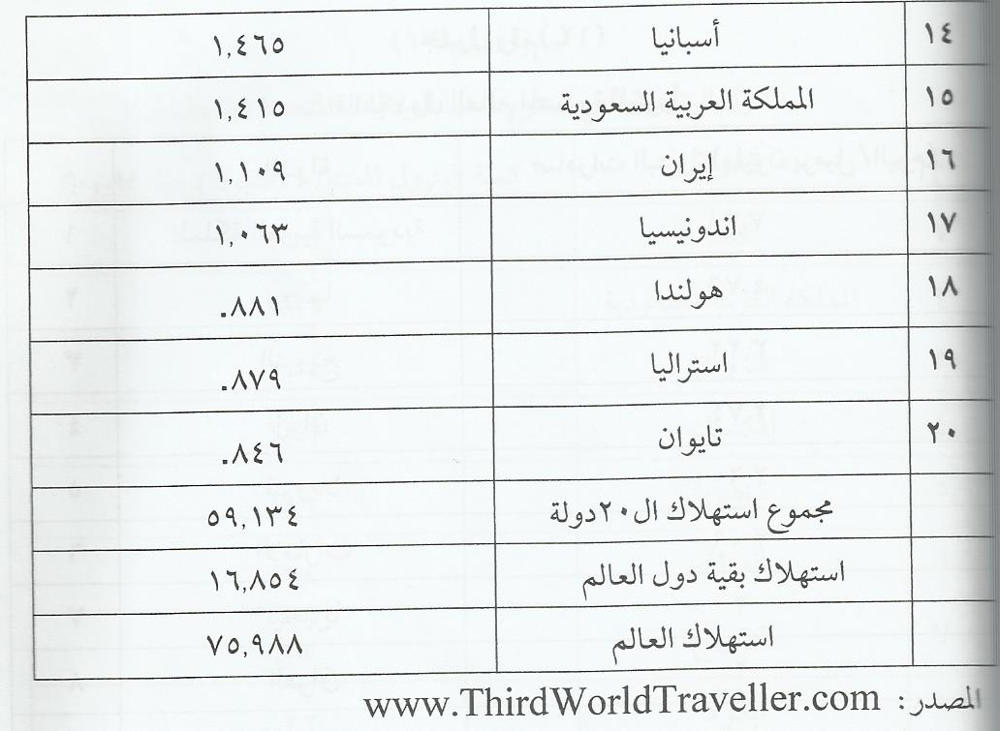 ١٤ أسبانيا ١,٤٦٥
١٥ المملكة العربية السعودية ١,٤١٥
١٦ إيران ١,١٠٩
١٧ اندونيسيا ١,٠٦٣
١٨ هولندا .٨٨١
١٩ استراليا .٨٧٩
٢٠ تايوان .٨٤٦
مجموع استهلاك ال٢٠دولة ٥٩,١٣٤
استهلاك بقية دول العالم ١٦,٨٥٤
استهلاك العالم ٧٥,٩٨٨
المصدر: www.ThirdWorldTraveller.com